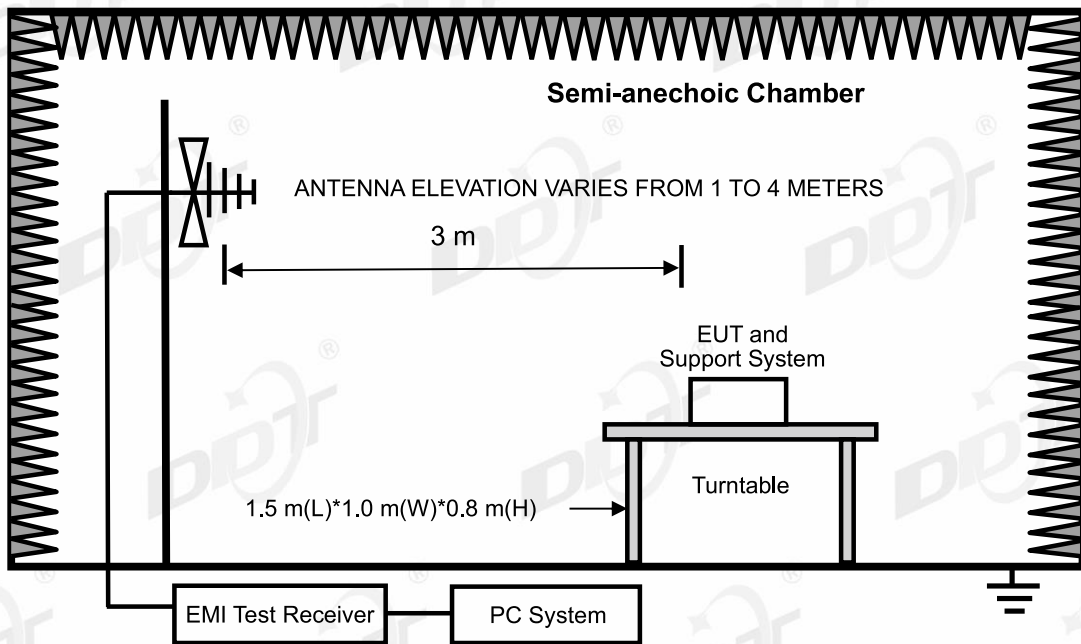 Semi-anechoic Chamber
ANTENNA ELEVATION VARIES FROM 1 TO 4 METERS
3 m
EUT and
Support System
Turntable
1.5 m(L)*1.0 m(W)*0.8 m(H)
EMI Test Receiver
PC System
DDT
®